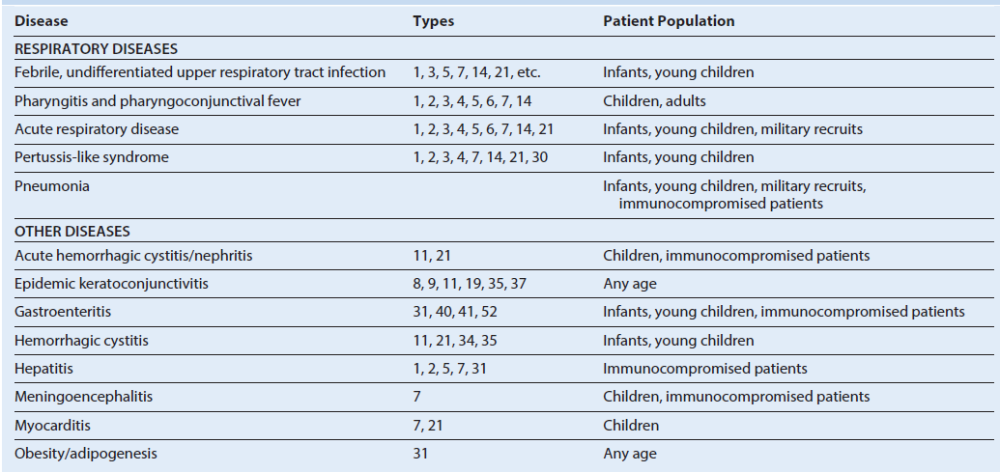 Disease Types Patient Population
RESPIRATORY DISEASES
Febrile, undifferentiated upper respiratory tract infection 1, 3, 5, 7, 14, 21, etc. Infants, young children
Pharyngitis and pharyngoconjunctival fever 1, 2, 3, 4, 5, 6, 7, 14 Children, adults
Acute respiratory disease 1, 2, 3, 4, 5, 6, 7, 14, 21 Infants, young children, military recruits
Pertussis-like syndrome 1, 2, 3, 4, 7, 14, 21, 30 Infants, young children
Pneumonia Infants, young children, military recruits,
immunocompromised patients
OTHER DISEASES
Acute hemorrhagic cystitis/nephritis 11, 21 Children, immunocompromised patients
Epidemic keratoconjunctivitis 8, 9, 11, 19, 35, 37 Any age
Gastroenteritis 31, 40, 41, 52 Infants, young children, immunocompromised patients
Hemorrhagic cystitis 11, 21, 34, 35 Infants, young children
Hepatitis 1, 2, 5, 7, 31 Immunocompromised patients
Meningoencephalitis 7 Children, immunocompromised patients
Myocarditis 7, 21 Children
Obesity/adipogenesis 31 Any age